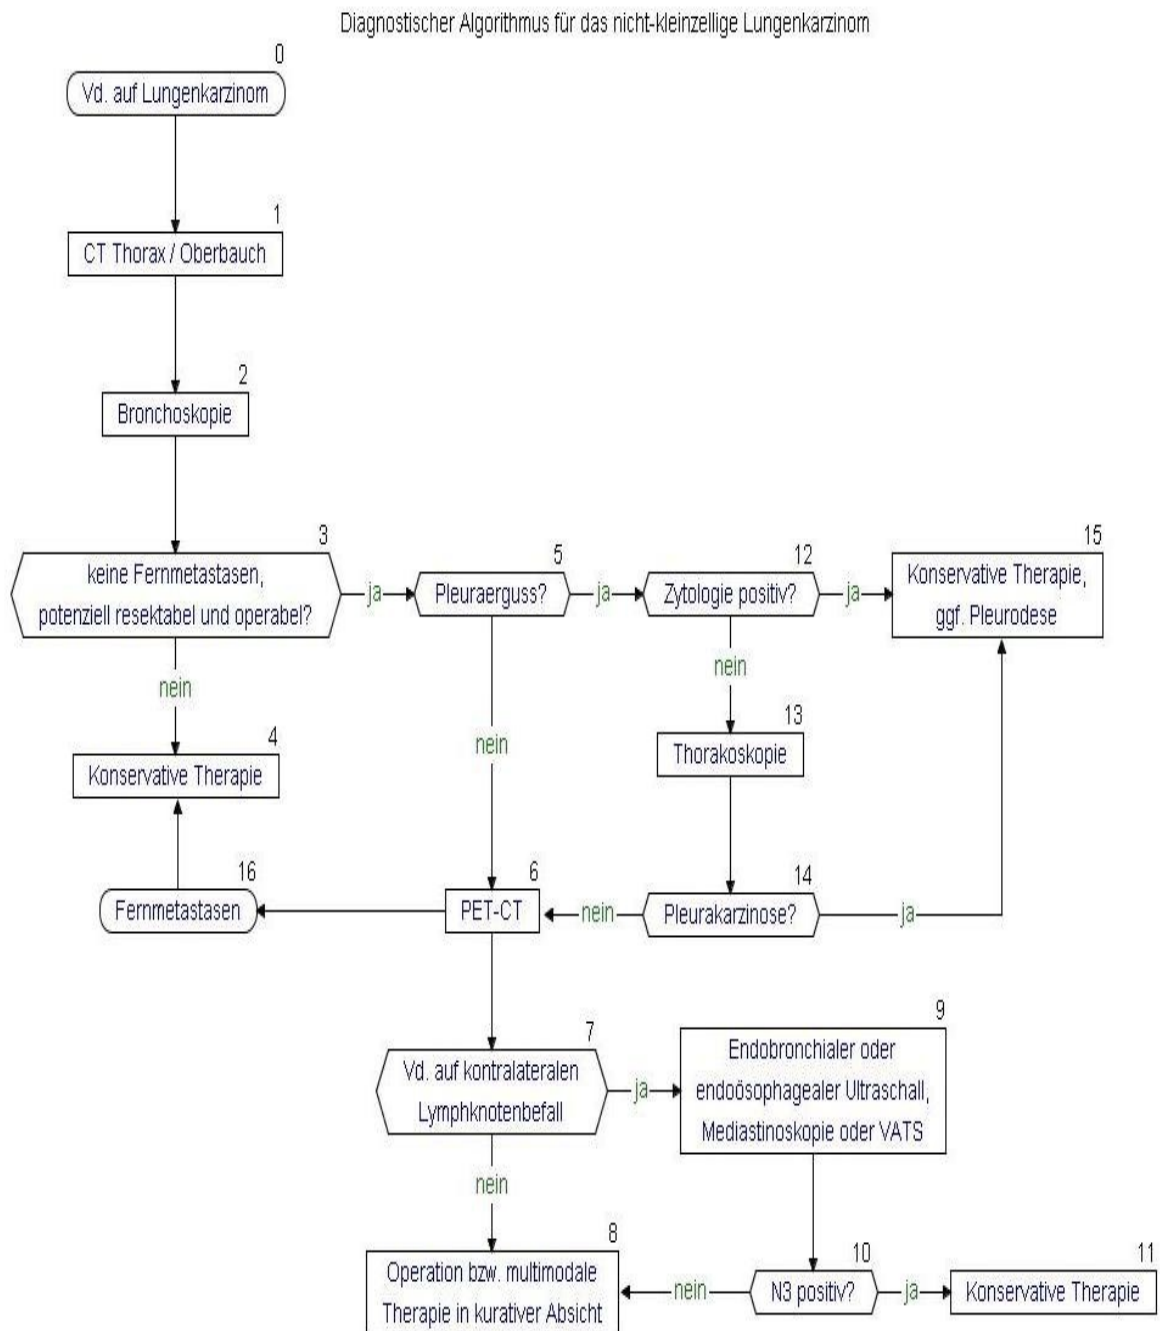 Diagnostischer Algorithmus für das nicht-kleinzellige Lungenkarzinom
0
Vd. auf Lungenkarzinom
1
CT Thorax / Oberbauch
2
Bronchoskopie
3
keine Fernmetastasen,
potenziell resektabel und operabel?
ja
5
Pleuraerguss?
ja
12
Zytologie positiv?
ja
15
Konservative Therapie,
ggf. Pleurodese
nein
4
Konservative Therapie
nein
nein
13
Thorakoskopie
16
Fernmetastasen
6
PET-CT
nein
14
Pleurakarzinose?
ja
7
Vd. auf kontralateralen
Lymphknotenbefall
ja
9
Endobronchialer oder
endoösophagealer Ultraschall,
Mediastinoskopie oder VATS
nein
8
Operation bzw. multimodale
Therapie in kurativer Absicht
nein
10
N3 positiv?
ja
11
Konservative Therapie